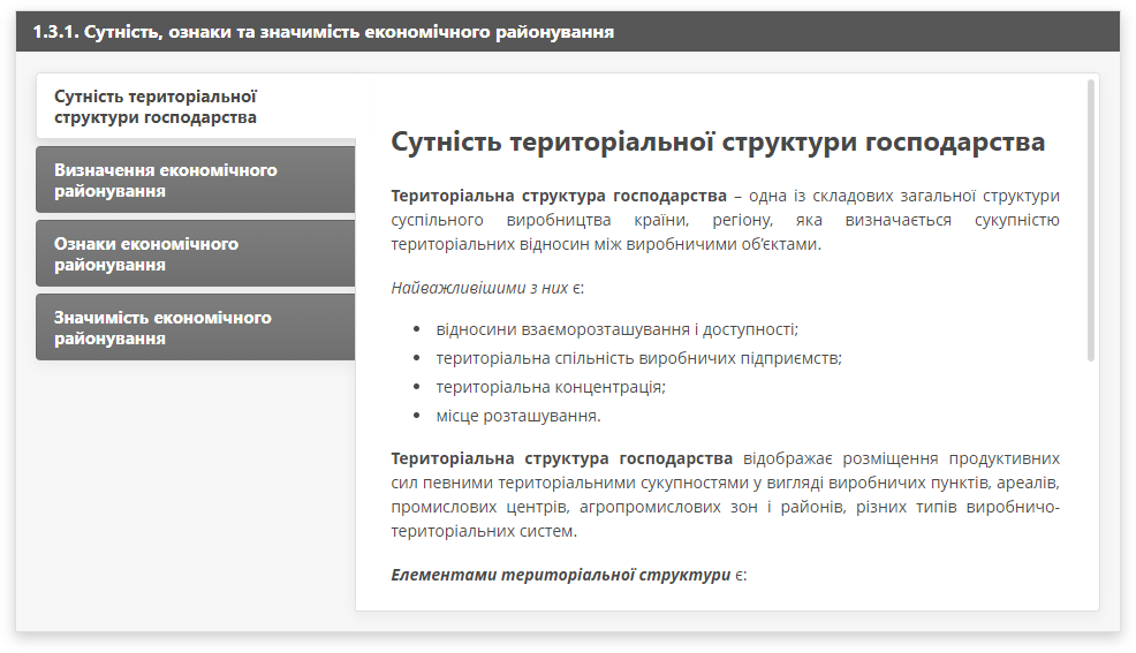 1.3.1. Сутність, ознаки та значимість економічного районування
Сутність територіальної
структури господарства
Визначення економічного
районування
Ознаки економічного
районування
Значимість економічного
районування
Сутність територіальної структури господарства
Територіальна структура господарства – одна із складових загальної структури
суспільного виробництва країни, регіону, яка визначається сукупністю
територіальних відносин між виробничими об’єктами.
Найважливішими з них є:
• відносини взаєморозташування і доступності;
• територіальна спільність виробничих підприємств;
• територіальна концентрація;
• місце розташування.
Територіальна структура господарства відображає розміщення продуктивних
сил певними територіальними сукупностями у вигляді виробничих пунктів, ареалів,
промислових центрів, агропромислових зон і районів, різних типів виробничо-
територіальних систем.
Елементами територіальної структури є: